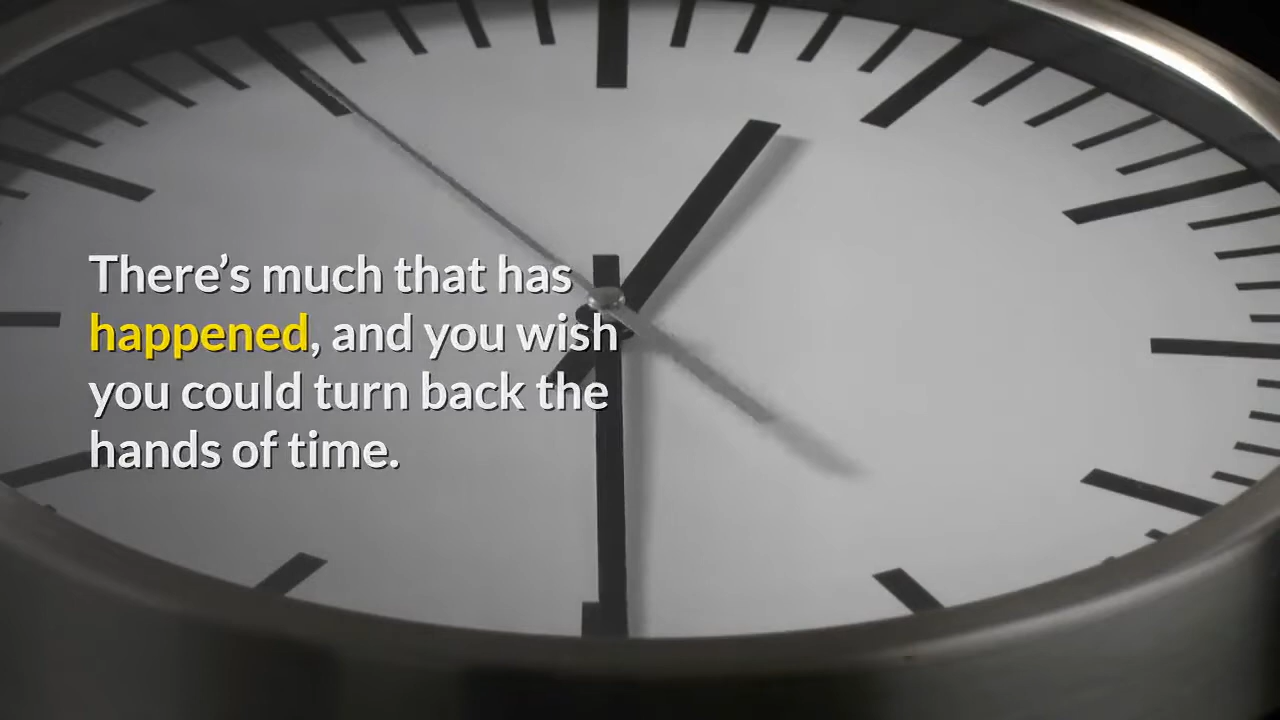 There’s much that has
happened, and you wish
you could turn back the
hands of time.